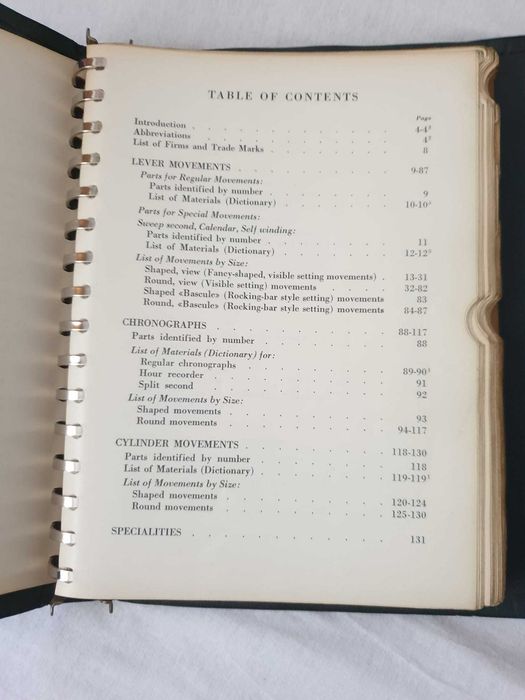 TABLE OF CONTENTS
Page
Introduction . . . . . . . . . . 4-4³
Abbreviations . . . . . . . . . . 4³
List of Firms and Trade Marks . . . . . . . 8
LEVER MOVEMENTS . . . . . . . . . 9-87
Parts for Regular Movements:
Parts identified by number . . . . . . . 9
List of Materials (Dictionary) . . . . . . 10-10³
Parts for Special Movements:
Sweep second, Calendar, Self winding:
Parts identified by number . . . . . . . 11
List of Materials (Dictionary) . . . . . . 12-12³
List of Movements by Size:
Shaped, view (Fancy-shaped, visible setting movements) . 13-31
Round, view (Visible setting) movements . . . . 32-82
Shaped «Bascule» (Rocking-bar style setting) movements 83
Round, «Bascule» (Rocking-bar style setting) movements 84-87
CHRONOGRAPHS . . . . . . . . . 88-117
Parts identified by number . . . . . . . 88
List of Materials (Dictionary) for:
Regular chronographs . . . . . . . . 89-90¹
Hour recorder . . . . . . . . . 91
Split second . . . . . . . . . 92
List of Movements by Size:
Shaped movements . . . . . . . . 93
Round movements . . . . . . . . 94-117
CYLINDER MOVEMENTS . . . . . . . 118-130
Parts identified by number . . . . . . . 118
List of Materials (Dictionary) . . . . . . 119-119¹
List of Movements by Size:
Shaped movements . . . . . . . . 120-124
Round movements . . . . . . . . 125-130
SPECIALITIES . . . . . . . . . . 131